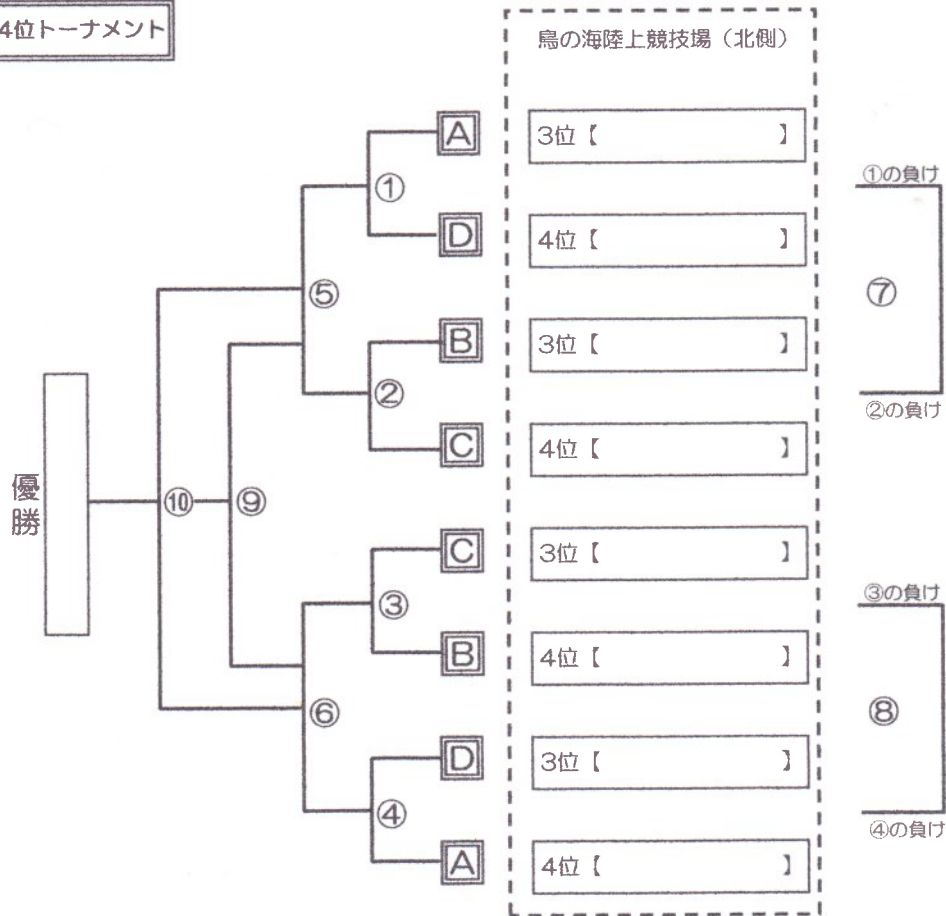 4位トーナメント
鳥の海陸上競技場（北側）
A
3位【　　　】
①の負け
①
D
4位【　　　】
⑤
⑦
B
3位【　　　】
②
②の負け
C
4位【　　　】
優勝
⑩
⑨
C
3位【　　　】
③の負け
③
B
4位【　　　】
⑥
⑧
D
3位【　　　】
④
④の負け
A
4位【　　　】